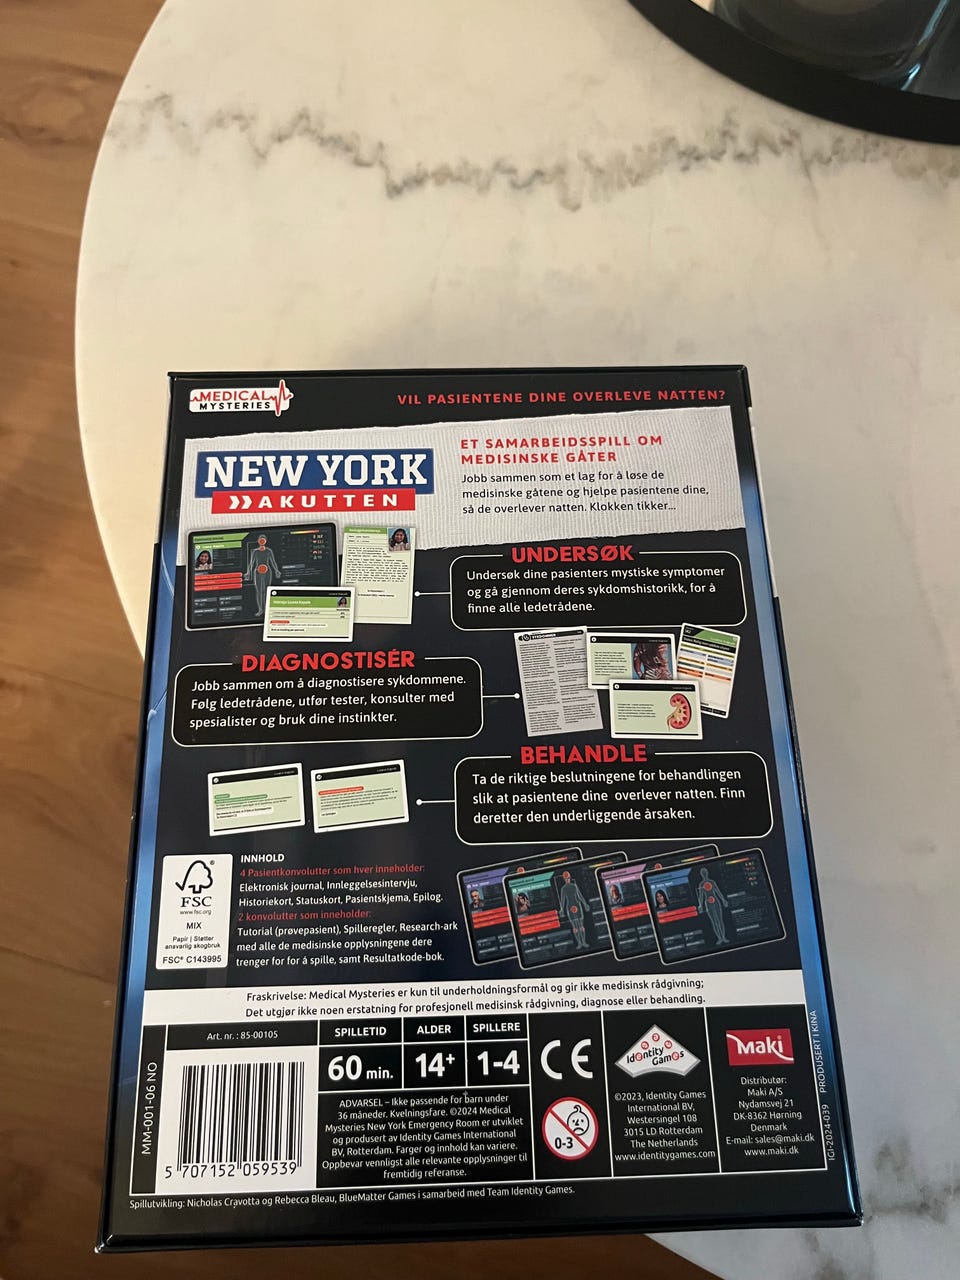 MEDICAL
MYSTERIES
VIL PASIENTENE DINE OVERLEVE NATTEN?
NEW YORK
AKUTTEN
ET SAMARBEIDSSPILL OM
MEDISINSKE GÅTER
Jobb sammen som et lag for å løse de
medisinske gåtene og hjelpe pasientene dine,
så de overlever natten. Klokken tikker...
UNDERSØK
Undersøk dine pasienters mystiske symptomer
og gå gjennom deres sykdomshistorikk, for å
finne alle ledetrådene.
DIAGNOSTISÉR
Jobb sammen om å diagnostisere sykdommene.
Følg ledetrådene, utfør tester, konsulter med
spesialister og bruk dine instinkter.
BEHANDLE
Ta de riktige beslutningene for behandlingen
slik at pasientene dine overlever natten. Finn
deretter den underliggende årsaken.
FSC
www.fsc.org
MIX
Papir | Støtter
ansvarlig skogbruk
FSC® C143995
INNHOLD
4 Pasientkonvolutter som hver inneholder:
Elektronisk journal, Innleggelsesintervju,
Historiekort, Statuskort, Pasientskjema, Epilog.
2 konvolutter som inneholder:
Tutorial (prøvepasient), Spilleregler, Research-ark
med alle de medisinske opplysningene dere
trenger for for å spille, samt Resultatkode-bok.
Fraskrivelse: Medical Mysteries er kun til underholdningsformål og gir ikke medisinsk rådgivning;
Det utgjør ikke noen erstatning for profesjonell medisinsk rådgivning, diagnose eller behandling.
MM-001-06 NO
Art. nr.: 85-00105
5 707152 059539
SPILLETID
60 min.
ALDER
14+
SPILLERE
1-4
ADVARSEL – Ikke passende for barn under
36 måneder. Kvelningsfare. ©2024 Medical
Mysteries New York Emergency Room er utviklet
og produsert av Identity Games International
BV, Rotterdam. Farger og innhold kan variere.
Oppbevar vennligst alle relevante opplysninger til
fremtidig referanse.
CE
0-3
Identity
Games
©2023, Identity Games
International BV,
Westersingel 108
3015 LD Rotterdam
The Netherlands
www.identitygames.com
Maki
Distributør:
Maki A/S
Nydamsvej 21
DK-8362 Hørning
Denmark
E-mail: sales@maki.dk
www.maki.dk
TGI-2024-039 PRODUSERT I KINA
Spillutvikling: Nicholas Cravotta og Rebecca Bleau, BlueMatter Games i samarbeid med Team Identity Games.